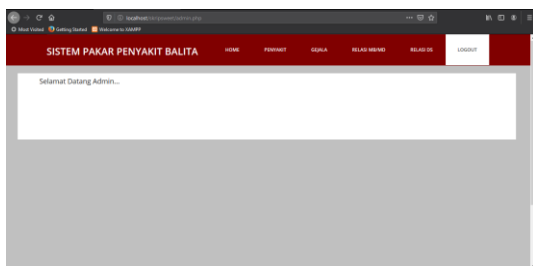 localhost/
Most Visited Getting Started Welcome to XAMPP
SISTEM PAKAR PENYAKIT BALITA HOME PENYAKIT GEJALA RELASI MB/MD RELASI DS LOGOUT
Selamat Datang Admin...